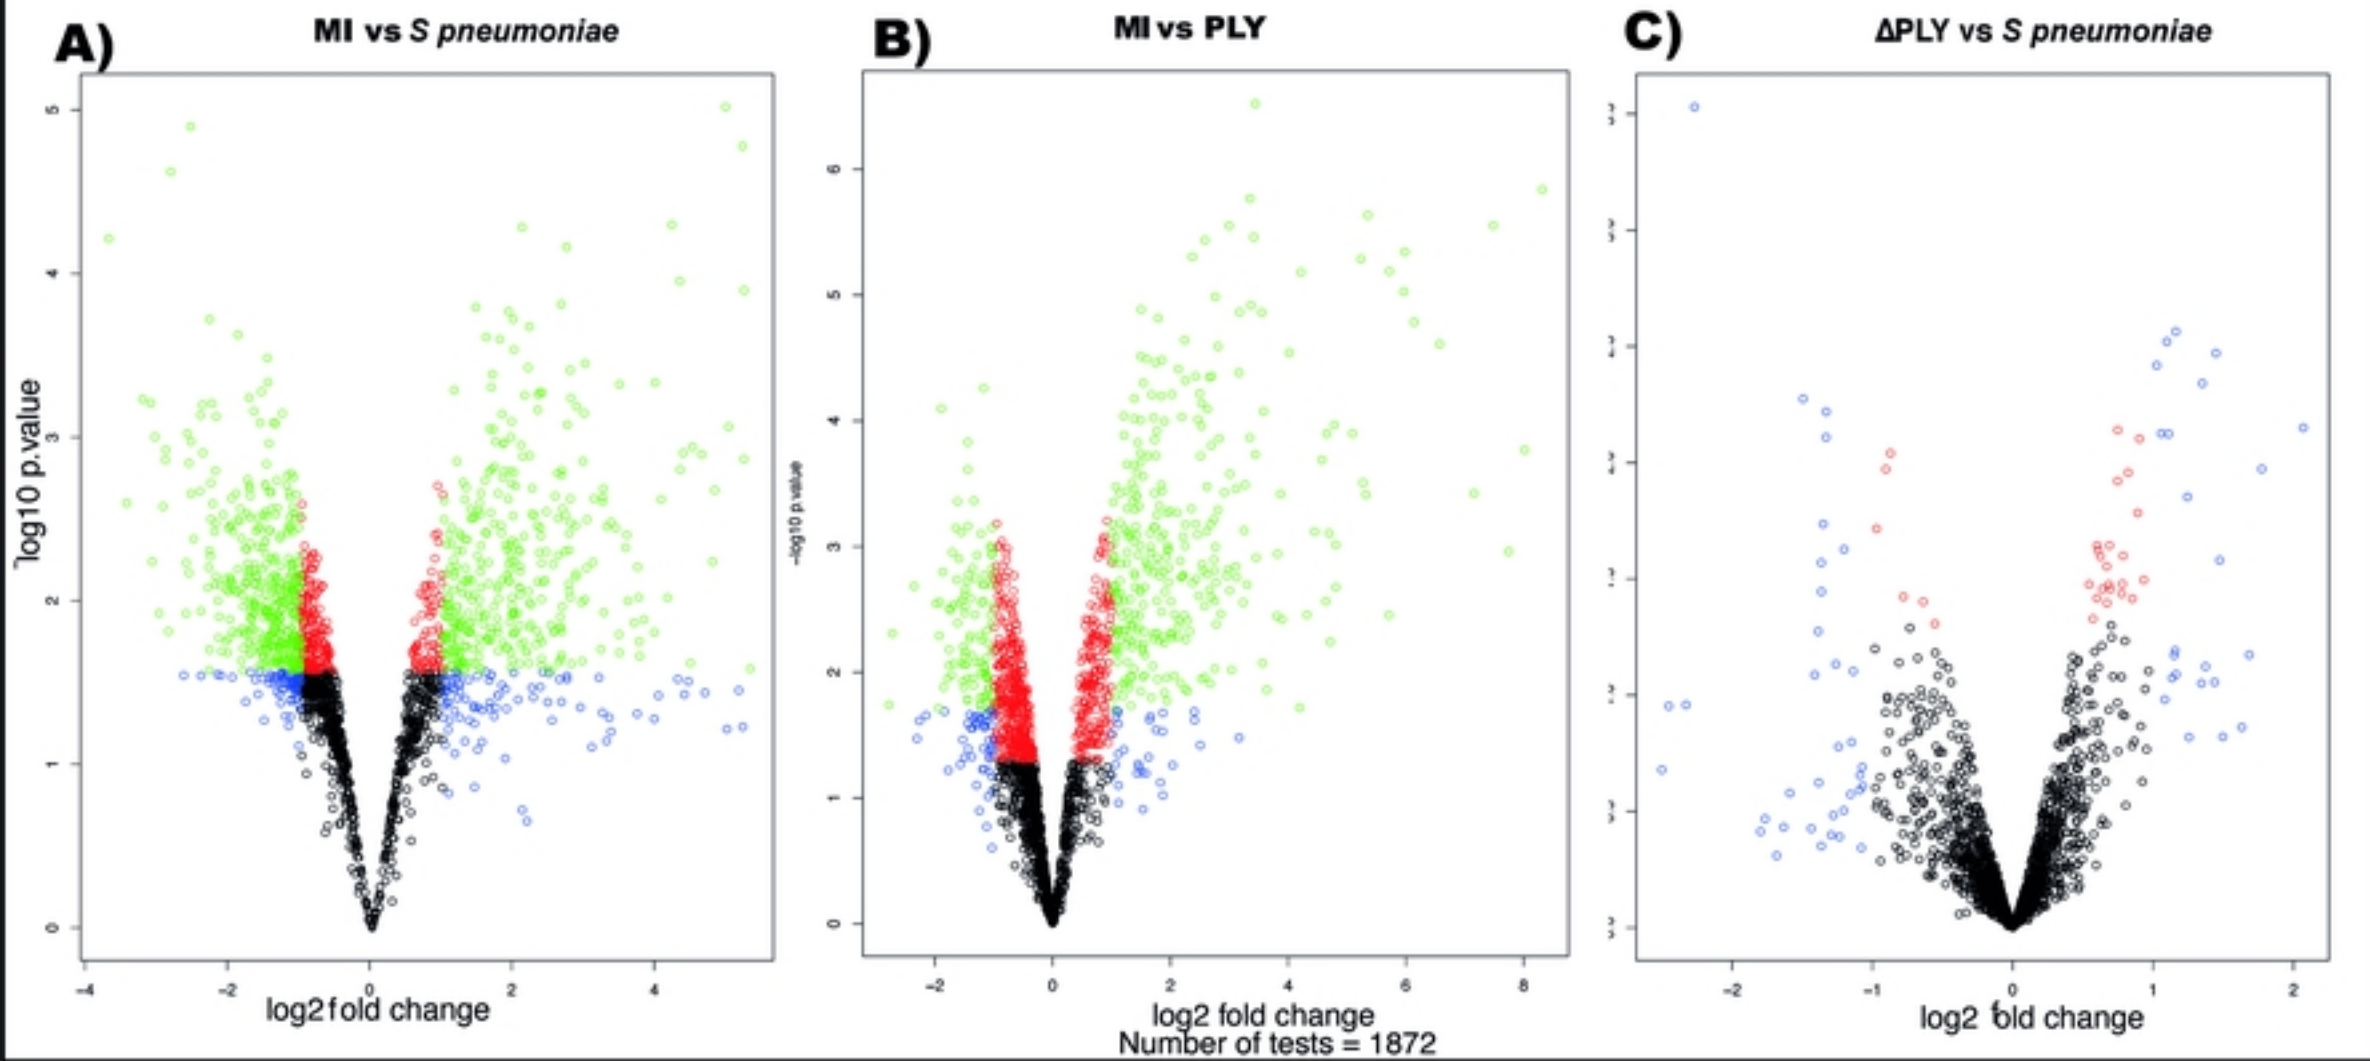 A) MI vs S pneumoniae
5
4
3
2
1
0
-log10 p.value
-4 -2 0 2 4
log2 fold change
B) MI vs PLY
6
5
4
3
2
1
0
-log10 p.value
-2 0 2 4 6 8
log2 fold change
Number of tests = 1872
C) ΔPLY vs S pneumoniae
-2 -1 0 1 2
log2 fold change